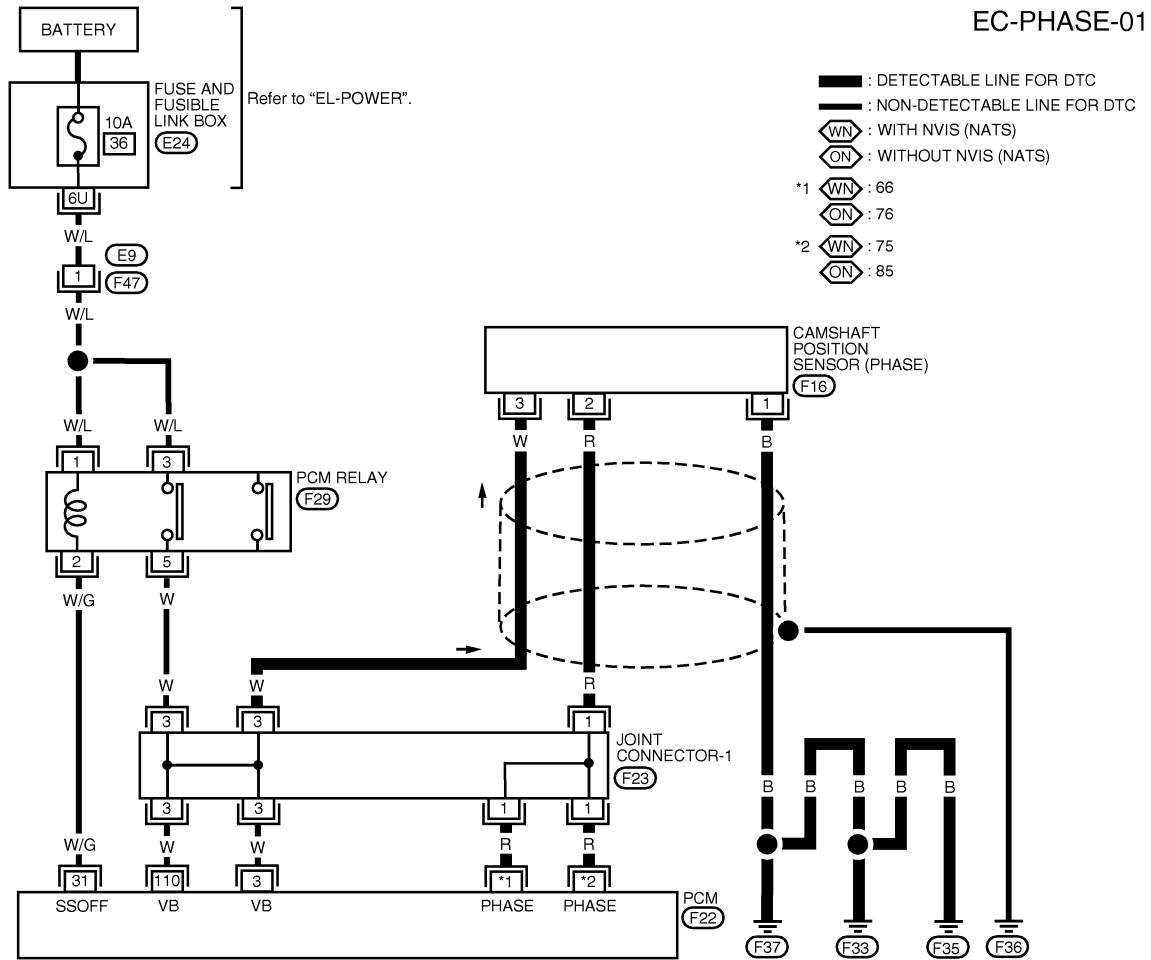 EC-PHASE-01
BATTERY
FUSE AND
FUSIBLE
LINK BOX
E24
10A
36
Refer to “EL-POWER”.
: DETECTABLE LINE FOR DTC
: NON-DETECTABLE LINE FOR DTC
WN : WITH NVIS (NATS)
ON : WITHOUT NVIS (NATS)
*1 WN : 66
ON : 76
*2 WN : 75
ON : 85
6U
W/L
E9
1
F47
W/L
CAMSHAFT
POSITION
SENSOR (PHASE)
F16
3 2 1
W R B
W/L W/L
1 3
PCM RELAY
F29
2 5
W/G W
W W R
3 3 1
JOINT
CONNECTOR-1
F23
3 3 1 1
B B B B B
W/G W W R R
31 110 3 *1 *2
SSOFF VB VB PHASE PHASE
PCM
F22
F37 F33 F35 F36